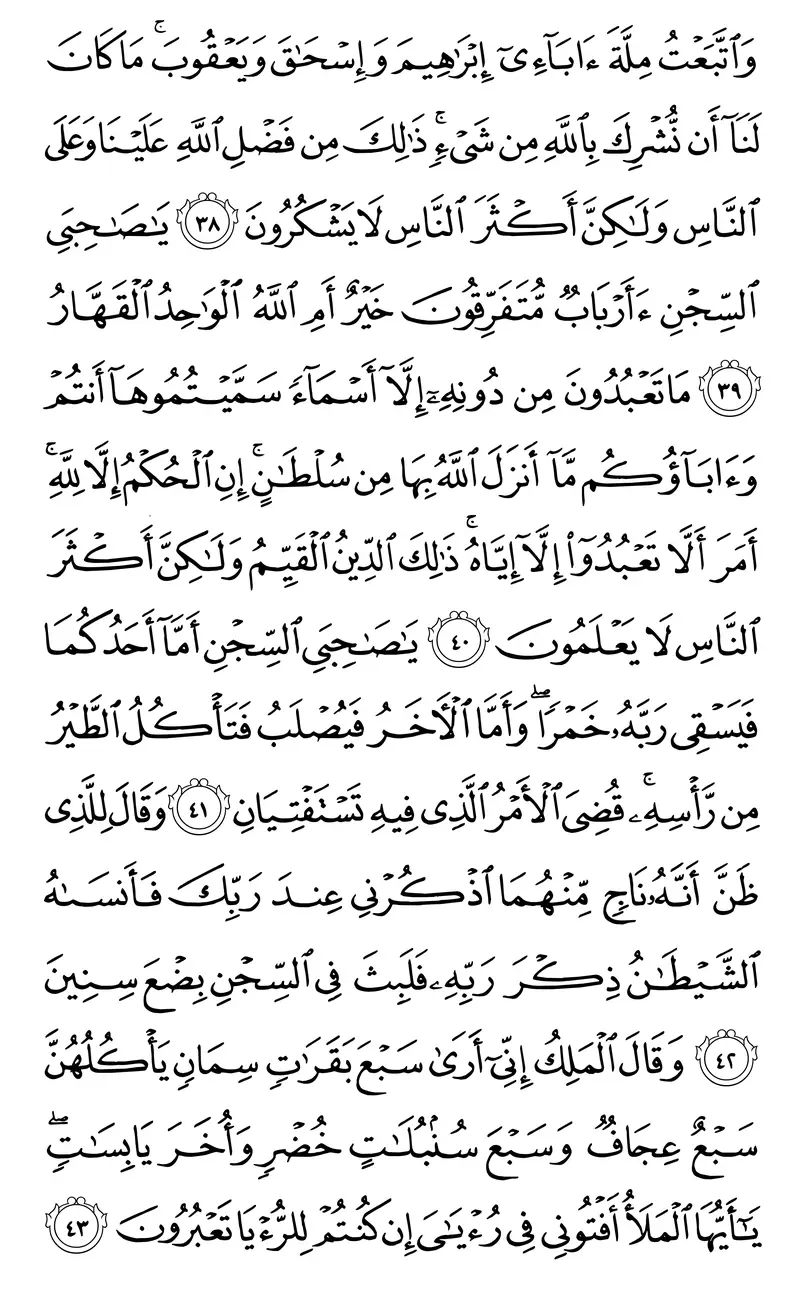 وَٱتَّبَعْتُ مِلَّةَ ءَابَآءِىٓ إِبْرَٰهِيمَ وَإِسْحَٰقَ وَيَعْقُوبَ ۚ مَا كَانَ
لَنَآ أَن نُّشْرِكَ بِٱللَّهِ مِن شَىْءٍ ۚ ذَٰلِكَ مِن فَضْلِ ٱللَّهِ عَلَيْنَا وَعَلَى
ٱلنَّاسِ وَلَٰكِنَّ أَكْثَرَ ٱلنَّاسِ لَا يَشْكُرُونَ ٣٨ يَٰصَٰحِبَىِ
ٱلسِّجْنِ ءَأَرْبَابٌ مُّتَفَرِّقُونَ خَيْرٌ أَمِ ٱللَّهُ ٱلْوَٰحِدُ ٱلْقَهَّارُ
٣٩ مَا تَعْبُدُونَ مِن دُونِهِۦٓ إِلَّآ أَسْمَآءً سَمَّيْتُمُوهَآ أَنتُمْ
وَءَابَآؤُكُم مَّآ أَنزَلَ ٱللَّهُ بِهَا مِن سُلْطَٰنٍ ۚ إِنِ ٱلْحُكْمُ إِلَّا لِلَّهِ ۚ
أَمَرَ أَلَّا تَعْبُدُوٓا۟ إِلَّآ إِيَّاهُ ۚ ذَٰلِكَ ٱلدِّينُ ٱلْقَيِّمُ وَلَٰكِنَّ أَكْثَرَ
ٱلنَّاسِ لَا يَعْلَمُونَ ٤٠ يَٰصَٰحِبَىِ ٱلسِّجْنِ أَمَّآ أَحَدُكُمَا
فَيَسْقِى رَبَّهُۥ خَمْرًا ۖ وَأَمَّا ٱلْءَاخَرُ فَيُصْلَبُ فَتَأْكُلُ ٱلطَّيْرُ
مِن رَّأْسِهِۦ ۚ قُضِىَ ٱلْأَمْرُ ٱلَّذِى فِيهِ تَسْتَفْتِيَانِ ٤١ وَقَالَ لِلَّذِى
ظَنَّ أَنَّهُۥ نَاجٍ مِّنْهُمَا ٱذْكُرْنِى عِندَ رَبِّكَ فَأَنسَىٰهُ
ٱلشَّيْطَٰنُ ذِكْرَ رَبِّهِۦ فَلَبِثَ فِى ٱلسِّجْنِ بِضْعَ سِنِينَ
٤٢ وَقَالَ ٱلْمَلِكُ إِنِّىٓ أَرَىٰ سَبْعَ بَقَرَٰتٍ سِمَانٍ يَأْكُلُهُنَّ
سَبْعٌ عِجَافٌ وَسَبْعَ سُنۢبُلَٰتٍ خُضْرٍ وَأُخَرَ يَابِسَٰتٍ ۖ
يَٰٓأَيُّهَا ٱلْمَلَأُ أَفْتُونِى فِى رُءْيَٰىَ إِن كُنتُمْ لِلرُّءْيَا تَعْبُرُونَ ٤٣